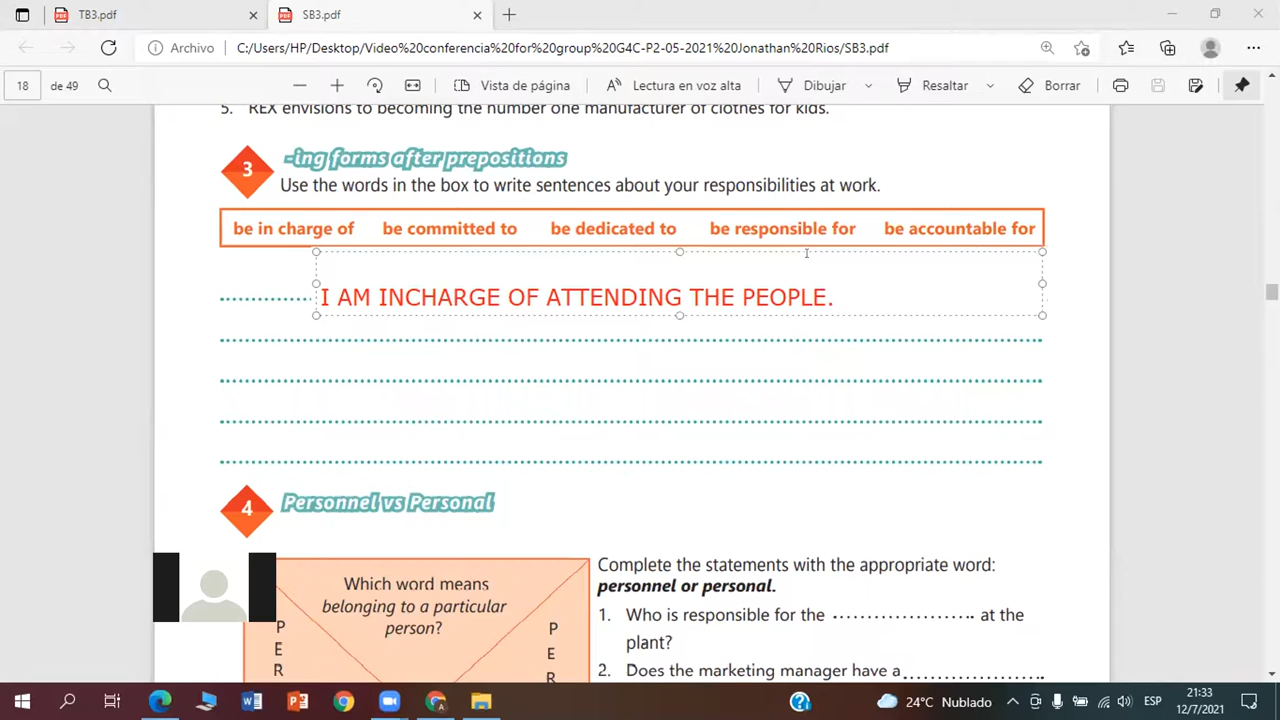 TB3.pdf
SB3.pdf
Archivo
C:/Users/HP/Desktop/Video%20conferencia%20for%20group%20G4C-P2-05-2021%20Jonathan%20Rios/SB3.pdf
18 de 49
Vista de página
Lectura en voz alta
Dibujar
Resaltar
Borrar
5. REX envisions to becoming the number one manufacturer of clothes for kids.
3 -ing forms after prepositions
Use the words in the box to write sentences about your responsibilities at work.
be in charge of be committed to be dedicated to be responsible for be accountable for
I AM INCHARGE OF ATTENDING THE PEOPLE.
4 Personnel vs Personal
Which word means
belonging to a particular
person?
P
E
R
P
E
R
Complete the statements with the appropriate word:
personnel or personal.
1. Who is responsible for the .................... at the
plant?
2. Does the marketing manager have a ....................
24°C Nublado
ESP
21:33
12/7/2021